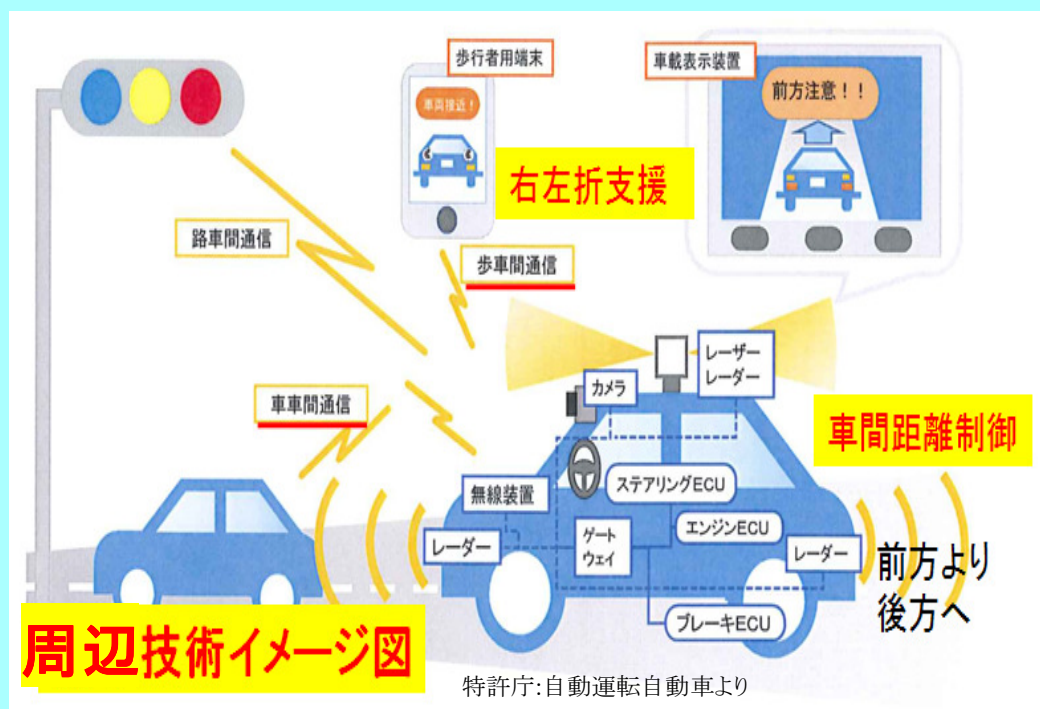 歩行者用端末
車両接近！
車載表示装置
前方注意！！
右左折支援
路車間通信
歩車間通信
レーザー
レーダー
カメラ
車車間通信
車間距離制御
無線装置
ステアリングECU
エンジンECU
レーダー
ゲート
ウェイ
レーダー
前方より
後方へ
ブレーキECU
周辺技術イメージ図
特許庁:自動運転自動車より